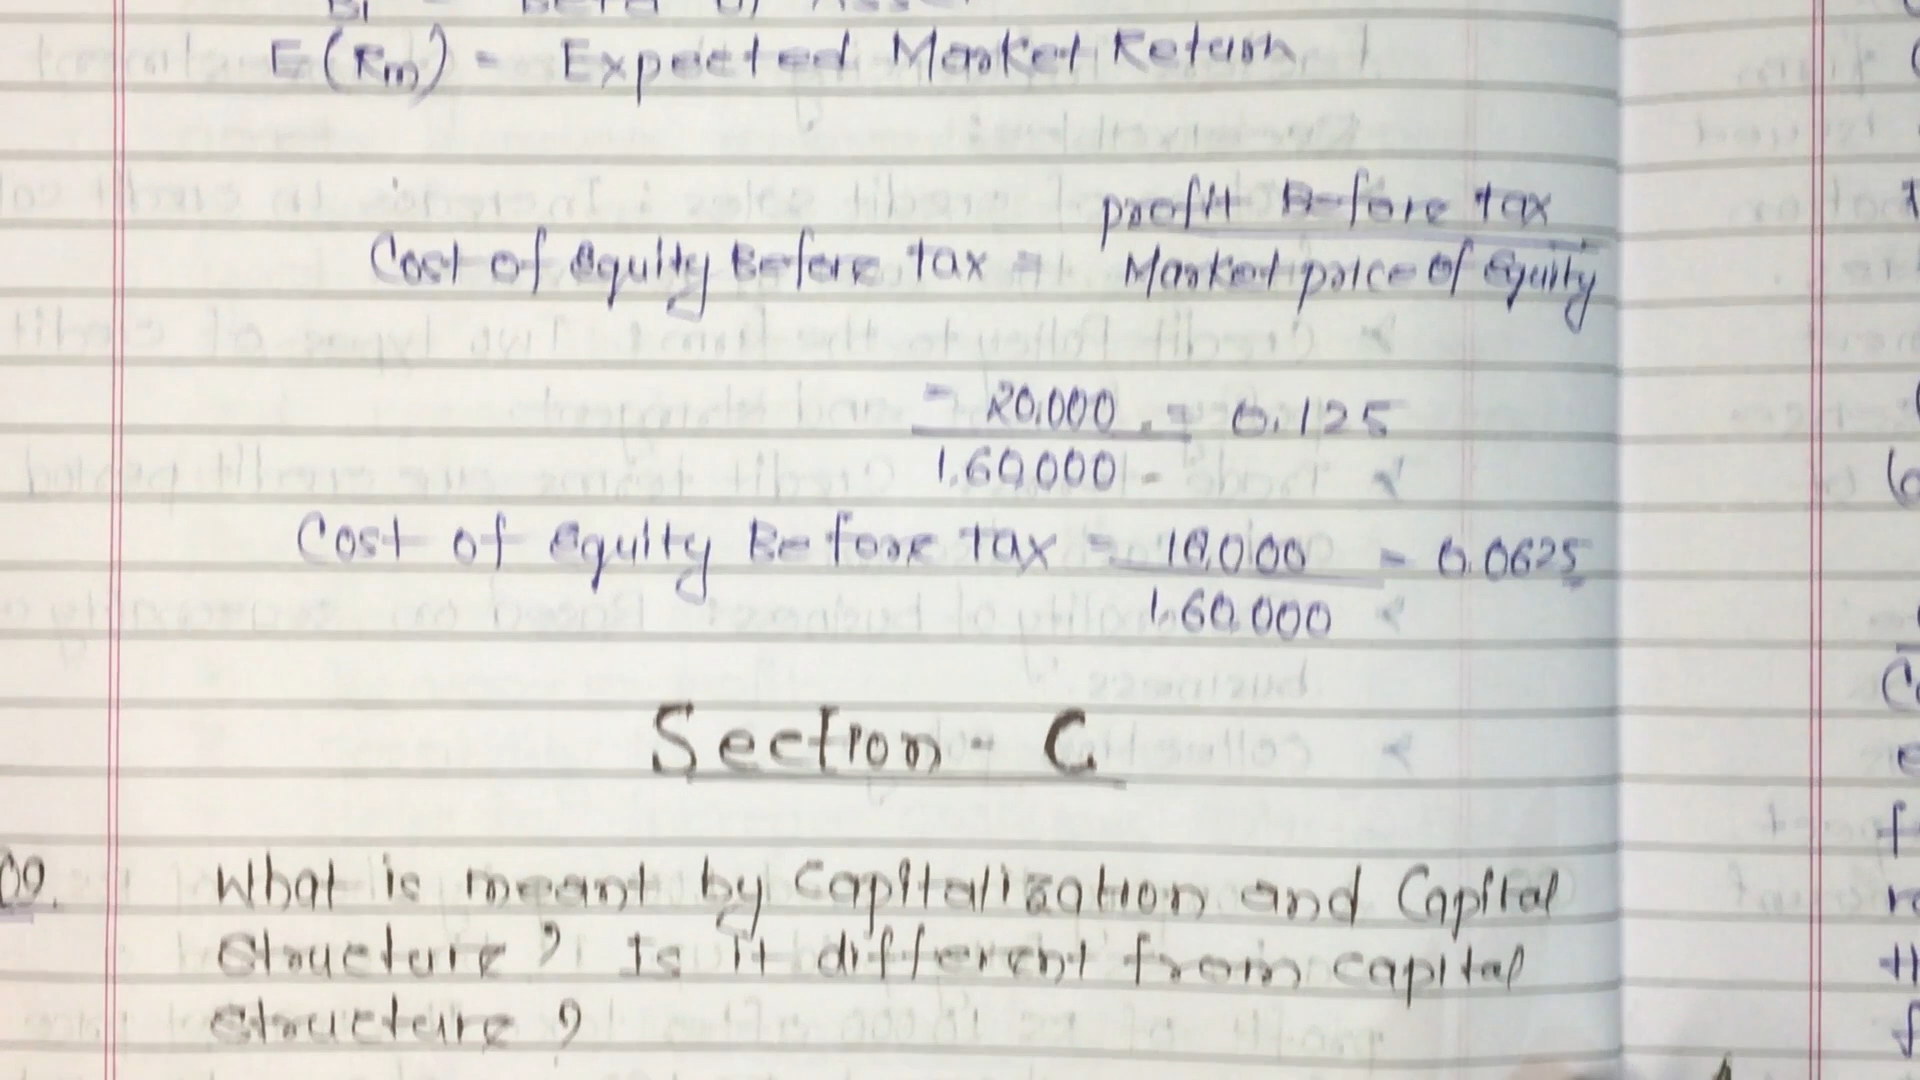 E(Rm) - Expected Market Return
Cost of equity Before tax = profit Before tax
Market price of Equity
= 20,000 = 0.125
1,60,000
Cost of equity Before tax = 10,000 = 0.0625
1,60,000
Section - C
09. What is meant by Capitalization and Capital
Structure? Is it different from capital
structure?